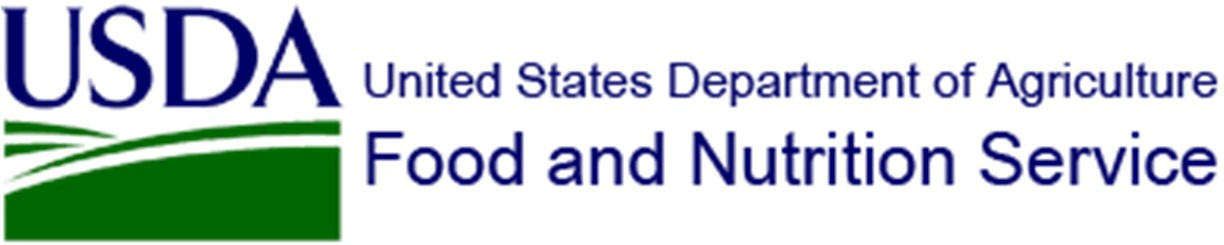 USDA
United States Department of Agriculture
Food and Nutrition Service